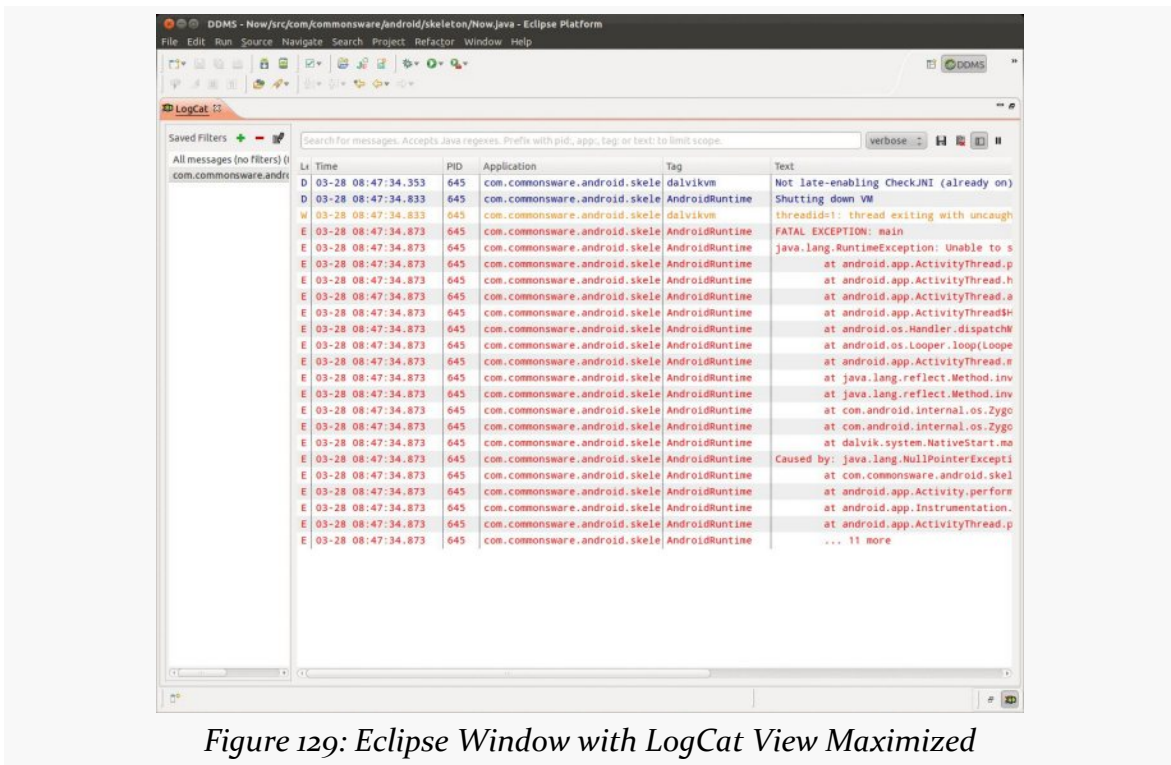 DDMS - Now/src/com/commonsware/android/skeleton/Now.java - Eclipse Platform
File Edit Run Source Navigate Search Project Refactor Window Help
DDMS
LogCat
Saved Filters
Search for messages. Accepts Java regexes. Prefix with pid:, app:, tag: or text: to limit scope.
verbose
All messages (no filters) (
com.commonsware.andro
Le Time PID Application Tag Text
D 03-28 08:47:34.353 645 com.commonsware.android.skele dalvikvm Not late-enabling CheckJNI (already on)
D 03-28 08:47:34.833 645 com.commonsware.android.skele AndroidRuntime Shutting down VM
W 03-28 08:47:34.833 645 com.commonsware.android.skele dalvikvm threadid=1: thread exiting with uncaugh
E 03-28 08:47:34.873 645 com.commonsware.android.skele AndroidRuntime FATAL EXCEPTION: main
E 03-28 08:47:34.873 645 com.commonsware.android.skele AndroidRuntime java.lang.RuntimeException: Unable to s
E 03-28 08:47:34.873 645 com.commonsware.android.skele AndroidRuntime at android.app.ActivityThread.p
E 03-28 08:47:34.873 645 com.commonsware.android.skele AndroidRuntime at android.app.ActivityThread.h
E 03-28 08:47:34.873 645 com.commonsware.android.skele AndroidRuntime at android.app.ActivityThread.a
E 03-28 08:47:34.873 645 com.commonsware.android.skele AndroidRuntime at android.app.ActivityThread$H
E 03-28 08:47:34.873 645 com.commonsware.android.skele AndroidRuntime at android.os.Handler.dispatchM
E 03-28 08:47:34.873 645 com.commonsware.android.skele AndroidRuntime at android.os.Looper.loop(Loope
E 03-28 08:47:34.873 645 com.commonsware.android.skele AndroidRuntime at android.app.ActivityThread.m
E 03-28 08:47:34.873 645 com.commonsware.android.skele AndroidRuntime at java.lang.reflect.Method.inv
E 03-28 08:47:34.873 645 com.commonsware.android.skele AndroidRuntime at java.lang.reflect.Method.inv
E 03-28 08:47:34.873 645 com.commonsware.android.skele AndroidRuntime at com.android.internal.os.Zygo
E 03-28 08:47:34.873 645 com.commonsware.android.skele AndroidRuntime at com.android.internal.os.Zygo
E 03-28 08:47:34.873 645 com.commonsware.android.skele AndroidRuntime at dalvik.system.NativeStart.ma
E 03-28 08:47:34.873 645 com.commonsware.android.skele AndroidRuntime Caused by: java.lang.NullPointerExcepti
E 03-28 08:47:34.873 645 com.commonsware.android.skele AndroidRuntime at com.commonsware.android.skel
E 03-28 08:47:34.873 645 com.commonsware.android.skele AndroidRuntime at android.app.Activity.perform
E 03-28 08:47:34.873 645 com.commonsware.android.skele AndroidRuntime at android.app.Instrumentation.
E 03-28 08:47:34.873 645 com.commonsware.android.skele AndroidRuntime at android.app.ActivityThread.p
E 03-28 08:47:34.873 645 com.commonsware.android.skele AndroidRuntime ... 11 more
Figure 129: Eclipse Window with LogCat View Maximized